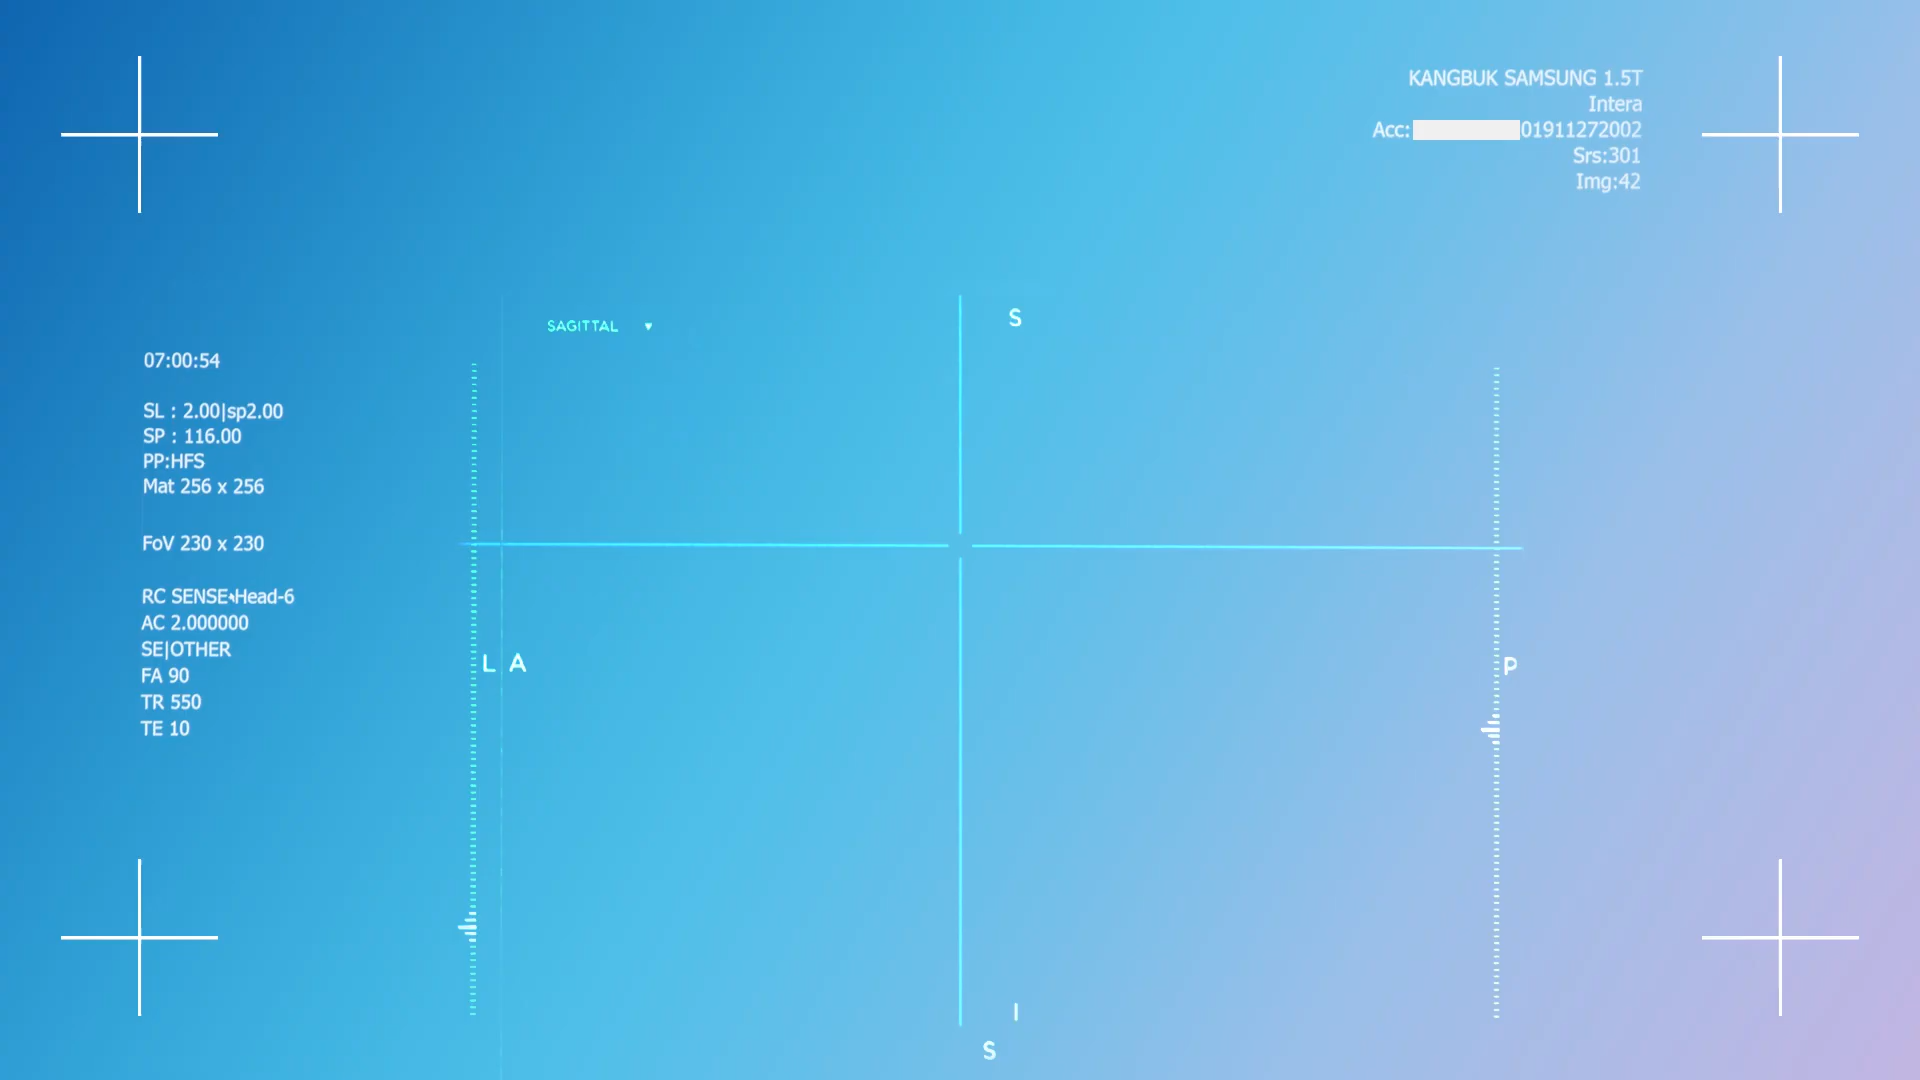 KANGBUK SAMSUNG 1.5T
Intera
Acc: 01911272002
Srs:301
Img:42
SAGITTAL
S
07:00:54
SL : 2.00|sp2.00
SP : 116.00
PP:HFS
Mat 256 x 256
FoV 230 x 230
RC SENSE-Head-6
AC 2.000000
SE|OTHER
FA 90
TR 550
TE 10
L A
P
I
S